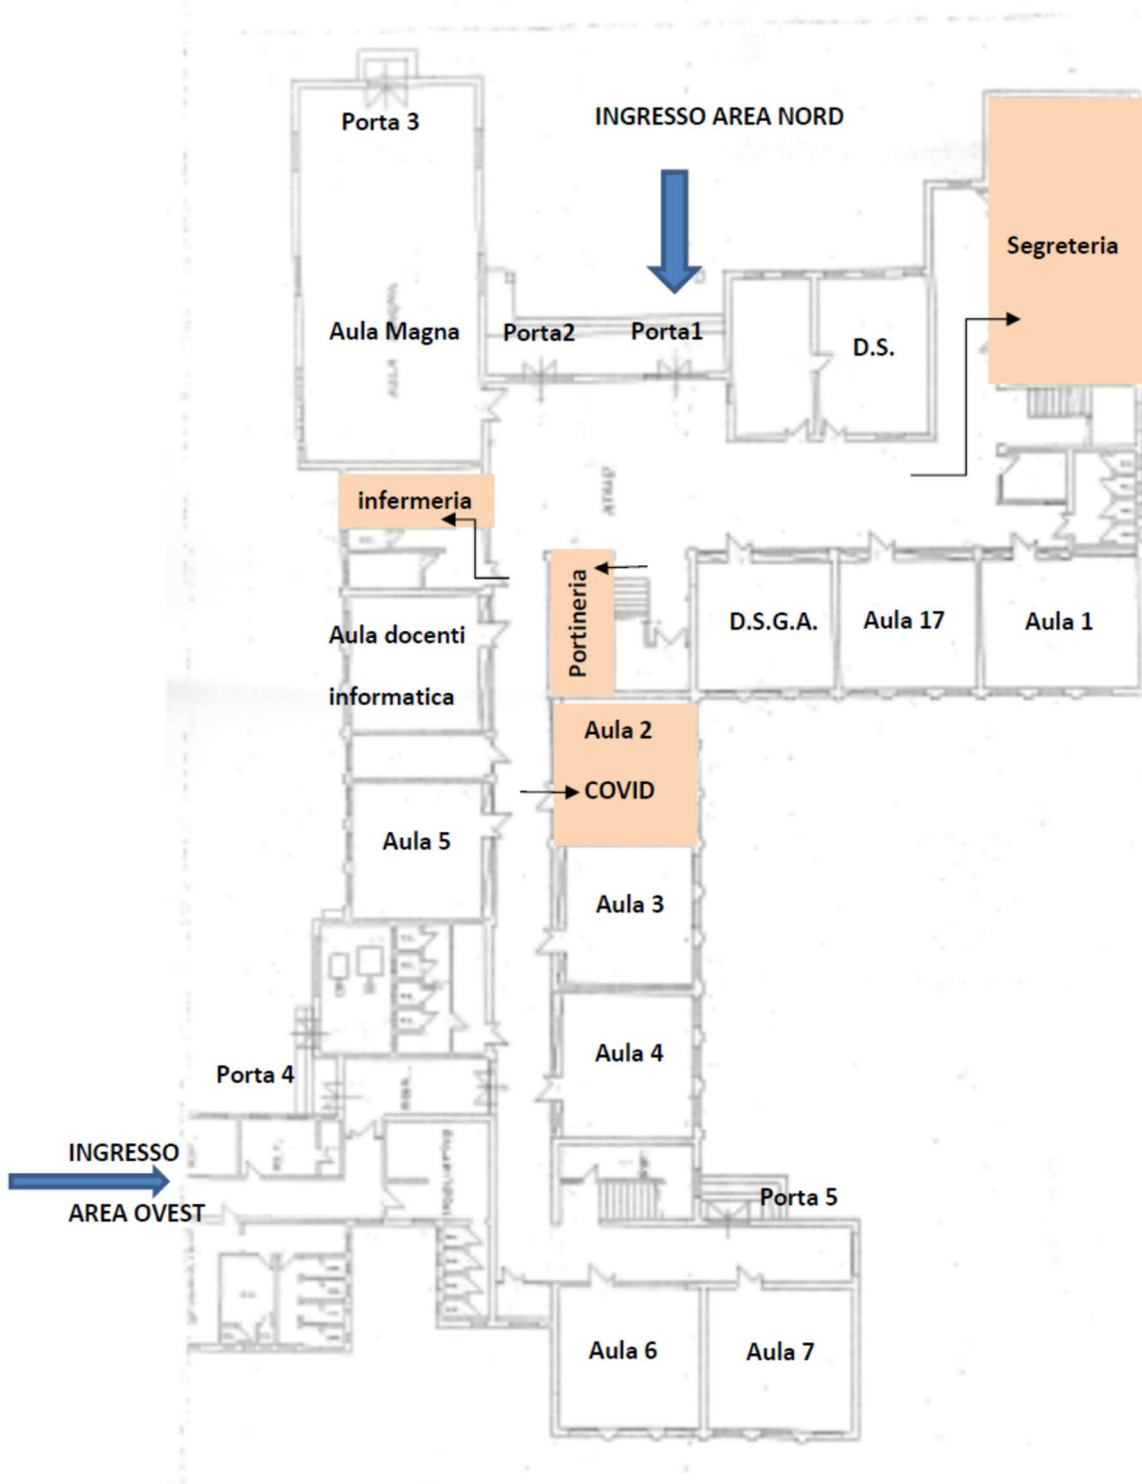 Porta 3
INGRESSO AREA NORD
Segreteria
Aula Magna
Porta2
Porta1
D.S.
AULA
infermeria
ATRIO
Portineria
D.S.G.A.
Aula 17
Aula 1
Aula docenti
informatica
Aula 2
COVID
Aula 5
Aula 3
Aula 4
Porta 4
INGRESSO
AREA OVEST
Porta 5
Aula 6
Aula 7